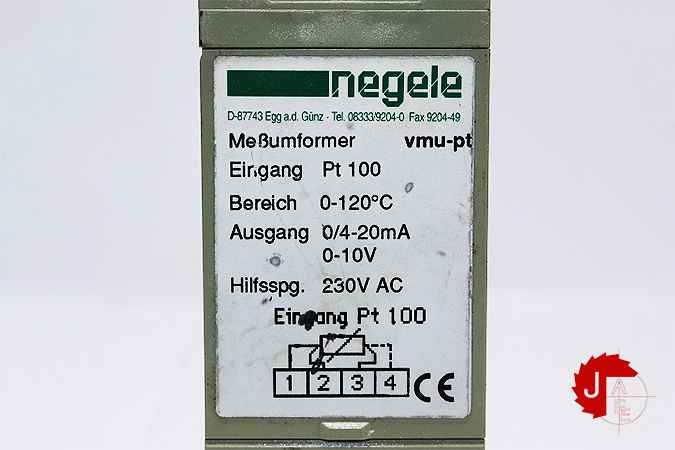 negele
D-87743 Egg a.d. Günz · Tel. 08333/9204-0 Fax 9204-49
Meßumformer vmu-pt
Eingang Pt 100
Bereich 0-120°C
Ausgang 0/4-20mA
0-10V
Hilfsspg. 230V AC
Eingang Pt 100
1 2 3 4 CE
J A E E